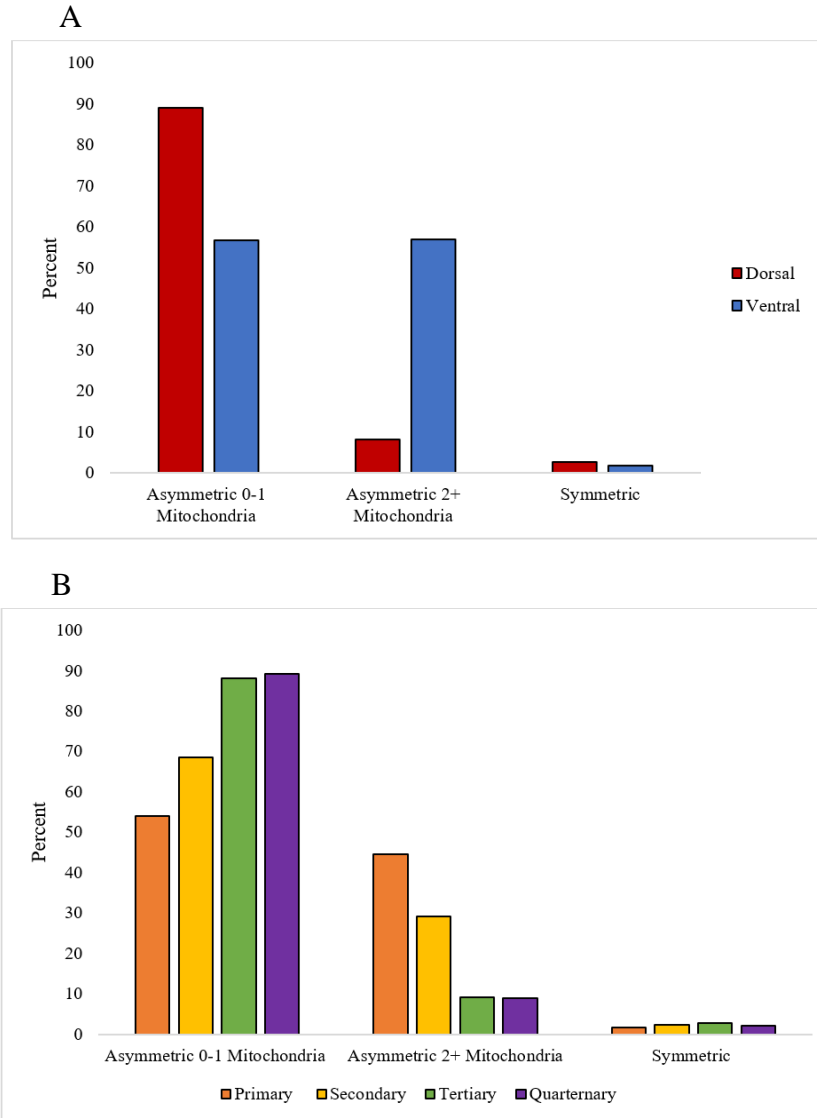 A
100
90
80
70
60
50
40
30
20
10
0
Percent
Asymmetric 0-1
Mitochondria
Asymmetric 2+
Mitochondria
Symmetric
Dorsal
Ventral
B
100
90
80
70
60
50
40
30
20
10
0
Percent
Asymmetric 0-1 Mitochondria
Asymmetric 2+ Mitochondria
Symmetric
Primary Secondary Tertiary Quarternary